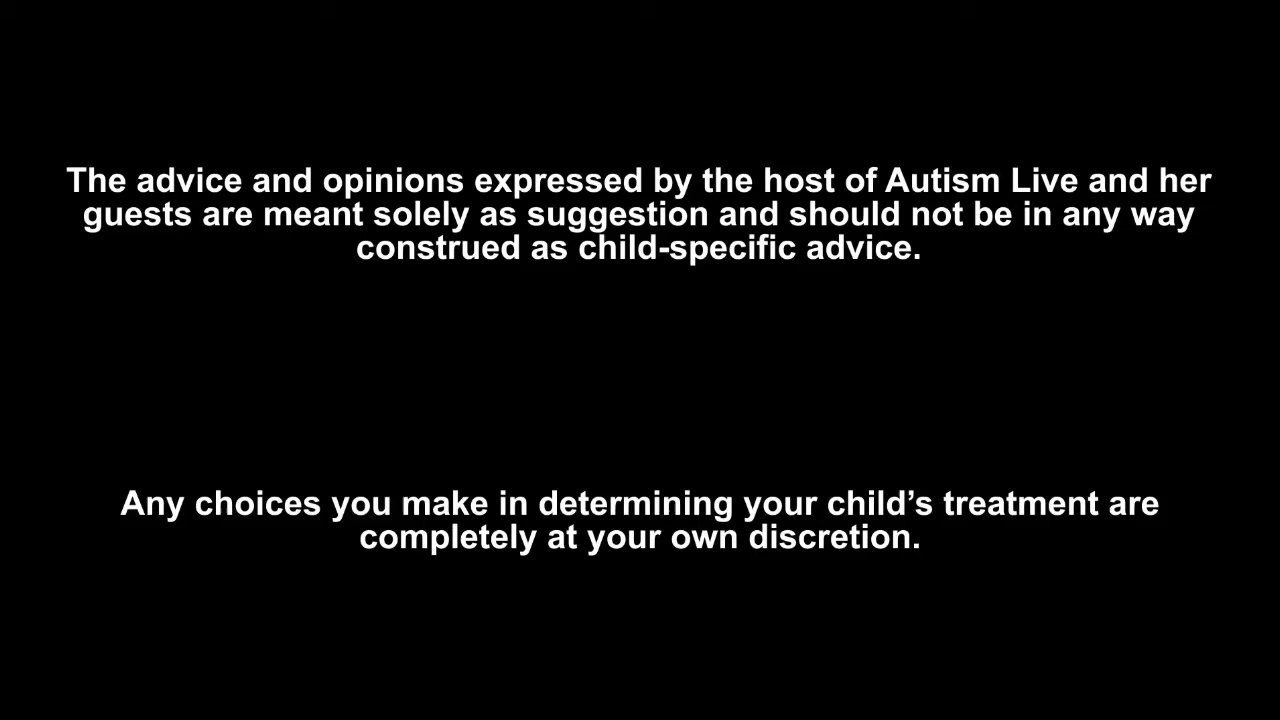 The advice and opinions expressed by the host of Autism Live and her
guests are meant solely as suggestion and should not be in any way
construed as child-specific advice.
Any choices you make in determining your child’s treatment are
completely at your own discretion.